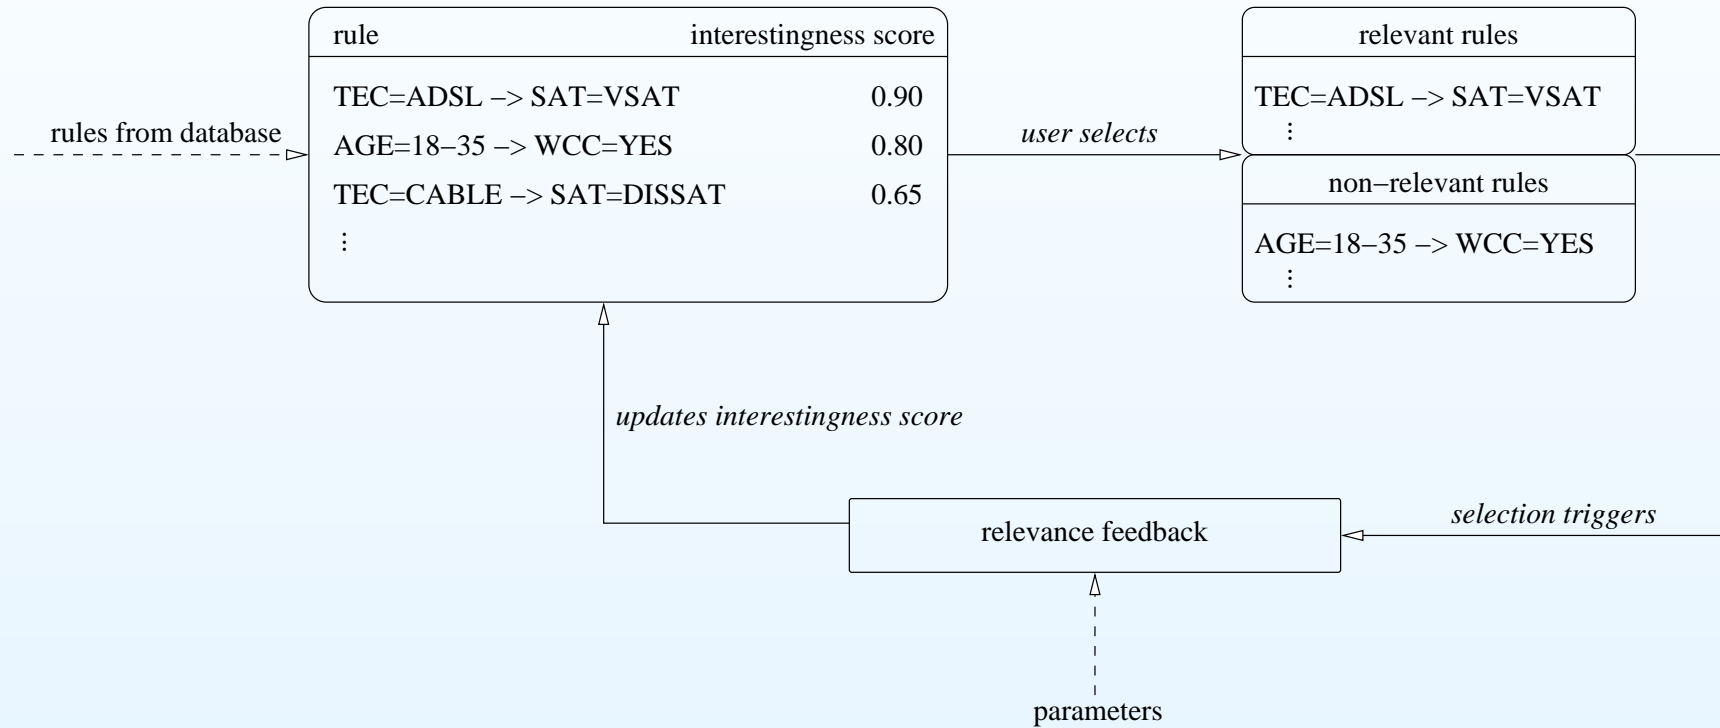 rule interestingness score
TEC=ADSL –> SAT=VSAT 0.90
AGE=18–35 –> WCC=YES 0.80
TEC=CABLE –> SAT=DISSAT 0.65
⋮
rules from database
user selects
relevant rules
TEC=ADSL –> SAT=VSAT
⋮
non–relevant rules
AGE=18–35 –> WCC=YES
⋮
updates interestingness score
relevance feedback
selection triggers
parameters